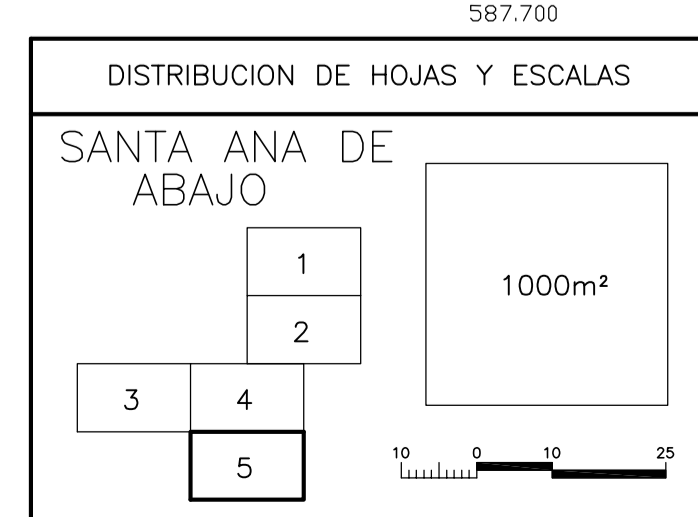 587.700
DISTRIBUCION DE HOJAS Y ESCALAS
SANTA ANA DE
ABAJO
1
1000m²
2
3 4
5
10 0 10 25